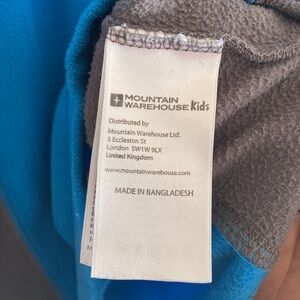 MOUNTAIN
WAREHOUSE Kids
Distributed by
Mountain Warehouse Ltd.
3 Eccleston St
London SW1W 9LX
United Kingdom
www.mountainwarehouse.com
MADE IN BANGLADESH